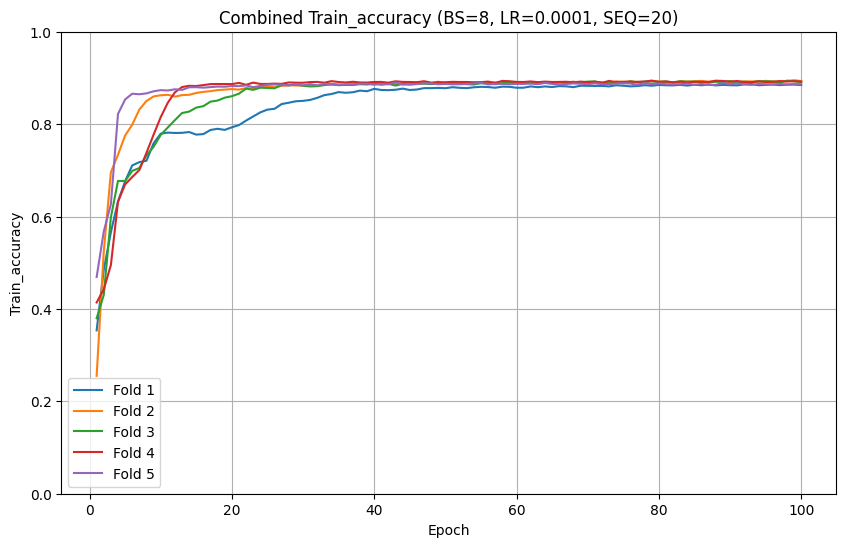 Combined Train_accuracy (BS=8, LR=0.0001, SEQ=20)
Train_accuracy
1.0
0.8
0.6
0.4
0.2
0.0
Fold 1
Fold 2
Fold 3
Fold 4
Fold 5
0
20
40
60
80
100
Epoch